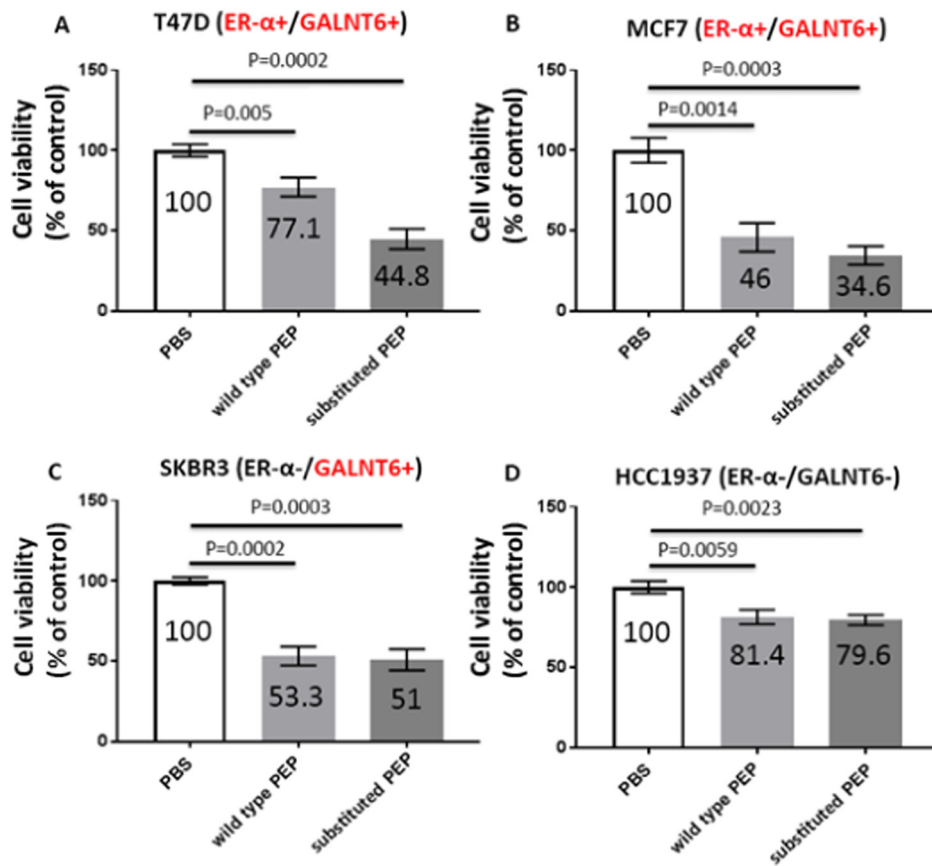 A
T47D (ER-α+/GALNT6+)
Cell viability
(% of control)
150
100
50
0
P=0.0002
P=0.005
100
77.1
44.8
PBS
wild type PEP
substituted PEP
B
MCF7 (ER-α+/GALNT6+)
Cell viability
(% of control)
150
100
50
0
P=0.0003
P=0.0014
100
46
34.6
PBS
wild type PEP
substituted PEP
C
SKBR3 (ER-α-/GALNT6+)
Cell viability
(% of control)
150
100
50
0
P=0.0003
P=0.0002
100
53.3
51
PBS
wild type PEP
substituted PEP
D
HCC1937 (ER-α-/GALNT6-)
Cell viability
(% of control)
150
100
50
0
P=0.0023
P=0.0059
100
81.4
79.6
PBS
wild type PEP
substituted PEP